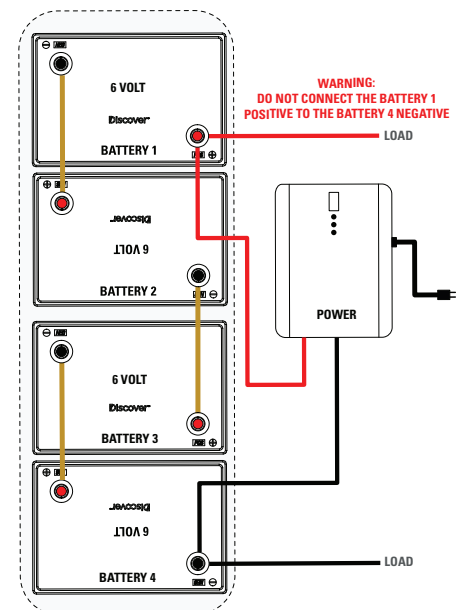 6 VOLT
Discover
BATTERY 1
WARNING:
DO NOT CONNECT THE BATTERY 1
POSITIVE TO THE BATTERY 4 NEGATIVE
LOAD
Discover
6 VOLT
BATTERY 2
POWER
6 VOLT
Discover
BATTERY 3
Discover
6 VOLT
BATTERY 4
LOAD